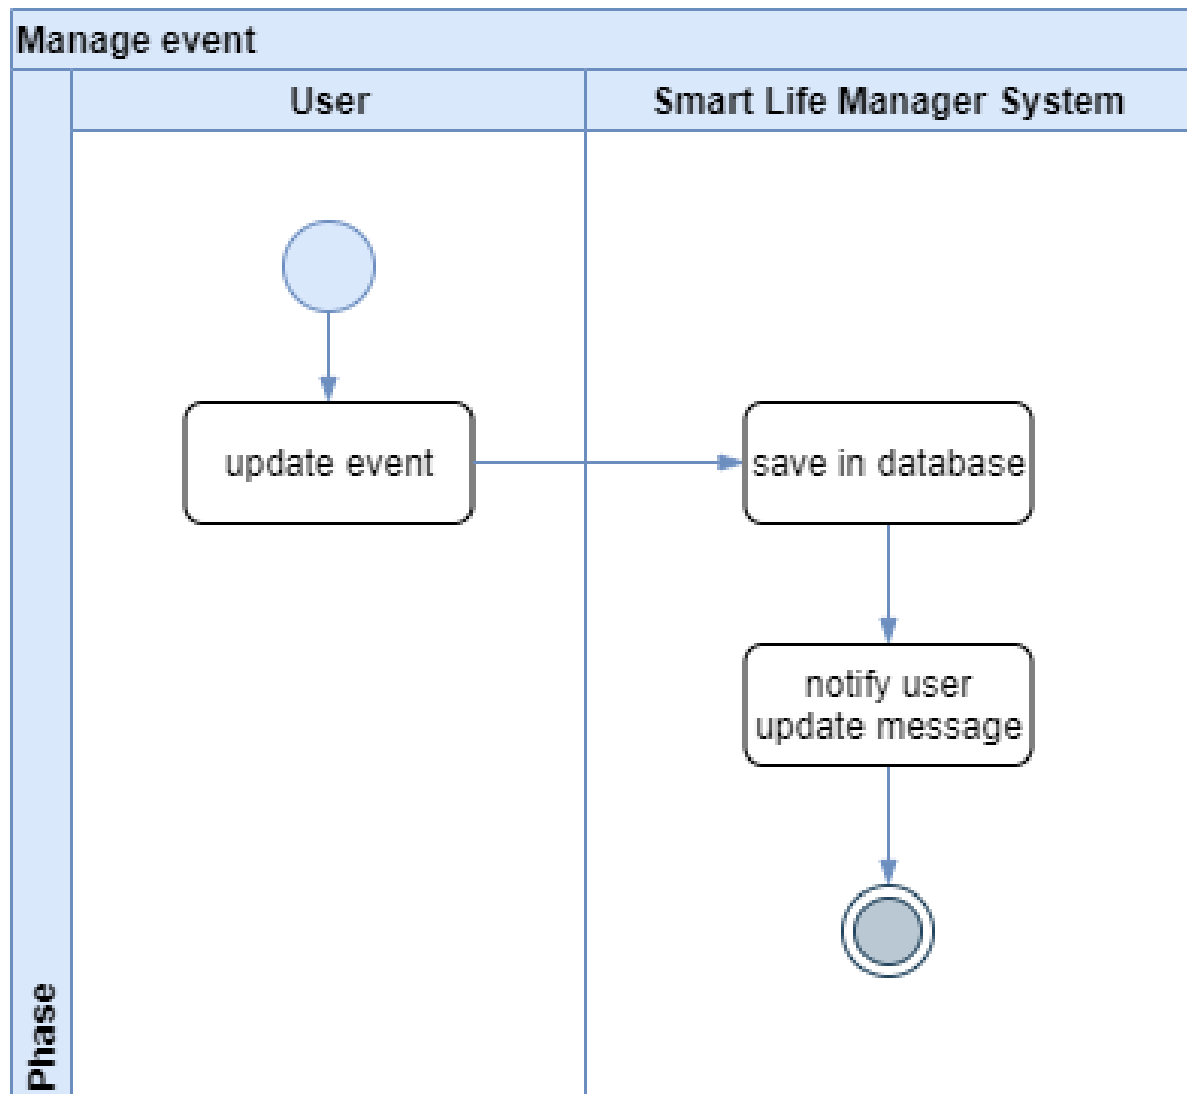 Manage event
User
Smart Life Manager System
update event
save in database
notify user
update message
Phase